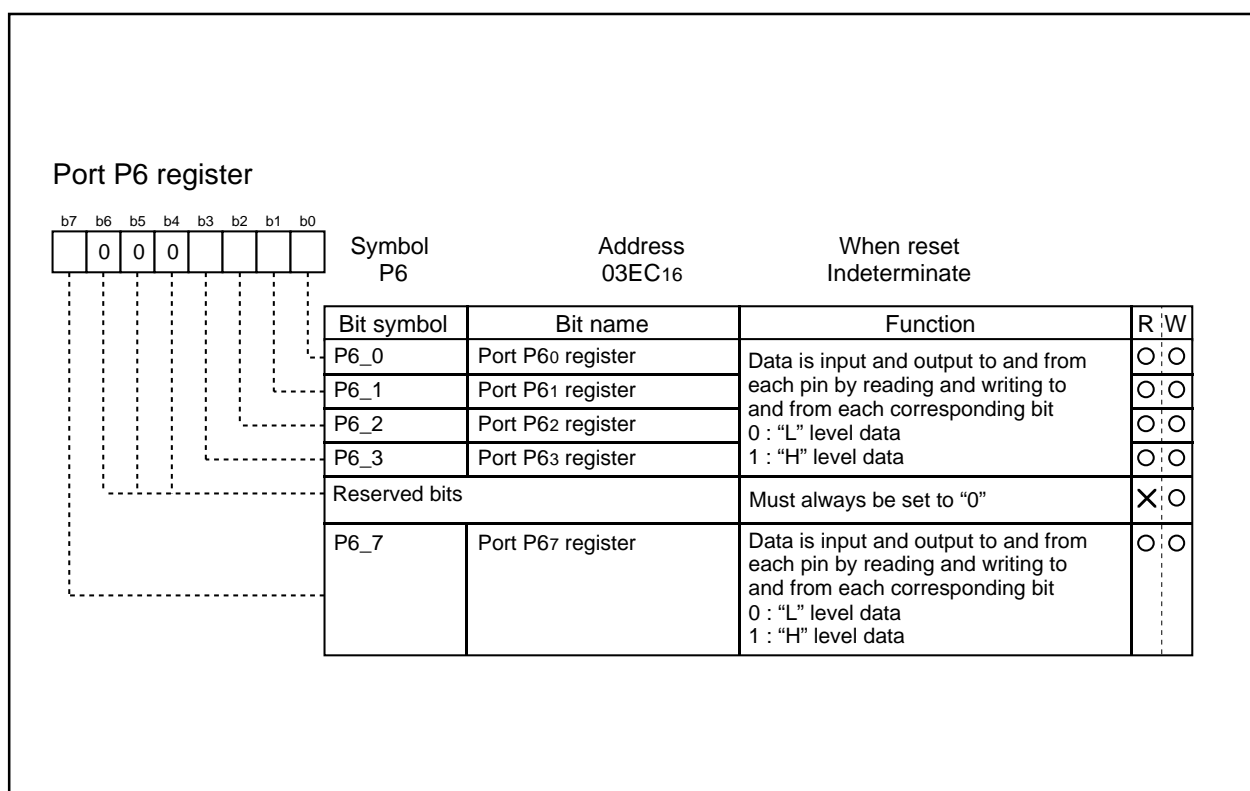 Port P6 register
b7 b6 b5 b4 b3 b2 b1 b0
0 0 0
Symbol Address When reset
P6 03EC16 Indeterminate
Bit symbol Bit name Function R W
P6_0 Port P60 register
P6_1 Port P61 register
P6_2 Port P62 register
P6_3 Port P63 register
Data is input and output to and from
each pin by reading and writing to
and from each corresponding bit
0 : “L” level data
1 : “H” level data
Reserved bits Must always be set to “0”
P6_7 Port P67 register
Data is input and output to and from
each pin by reading and writing to
and from each corresponding bit
0 : “L” level data
1 : “H” level data